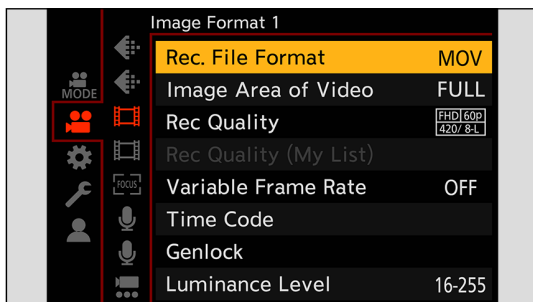 Image Format 1
MODE
Rec. File Format MOV
Image Area of Video FULL
Rec Quality FHD 60p 420/ 8-L
Rec Quality (My List)
FOCUS
Variable Frame Rate OFF
Time Code
Genlock
Luminance Level 16-255